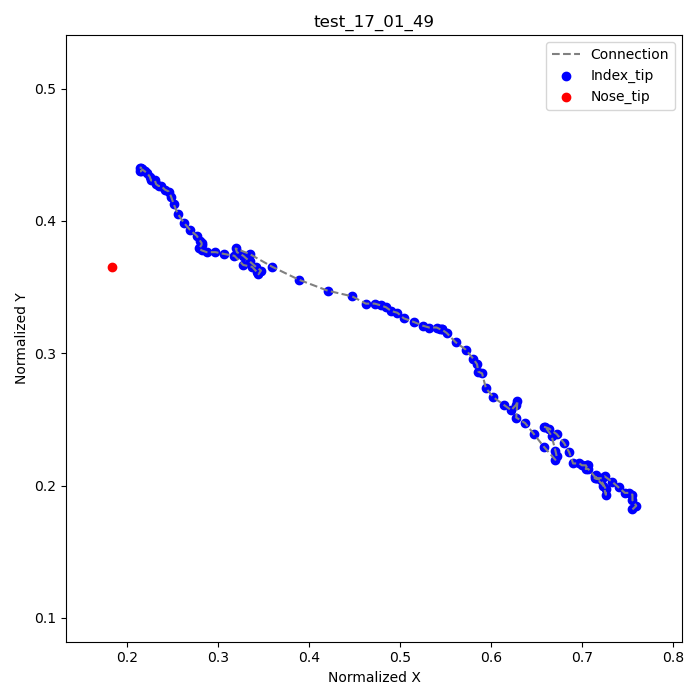 test_17_01_49
Connection
Index_tip
Nose_tip
Normalized Y
0.5
0.4
0.3
0.2
0.1
0.2 0.3 0.4 0.5 0.6 0.7 0.8
Normalized X